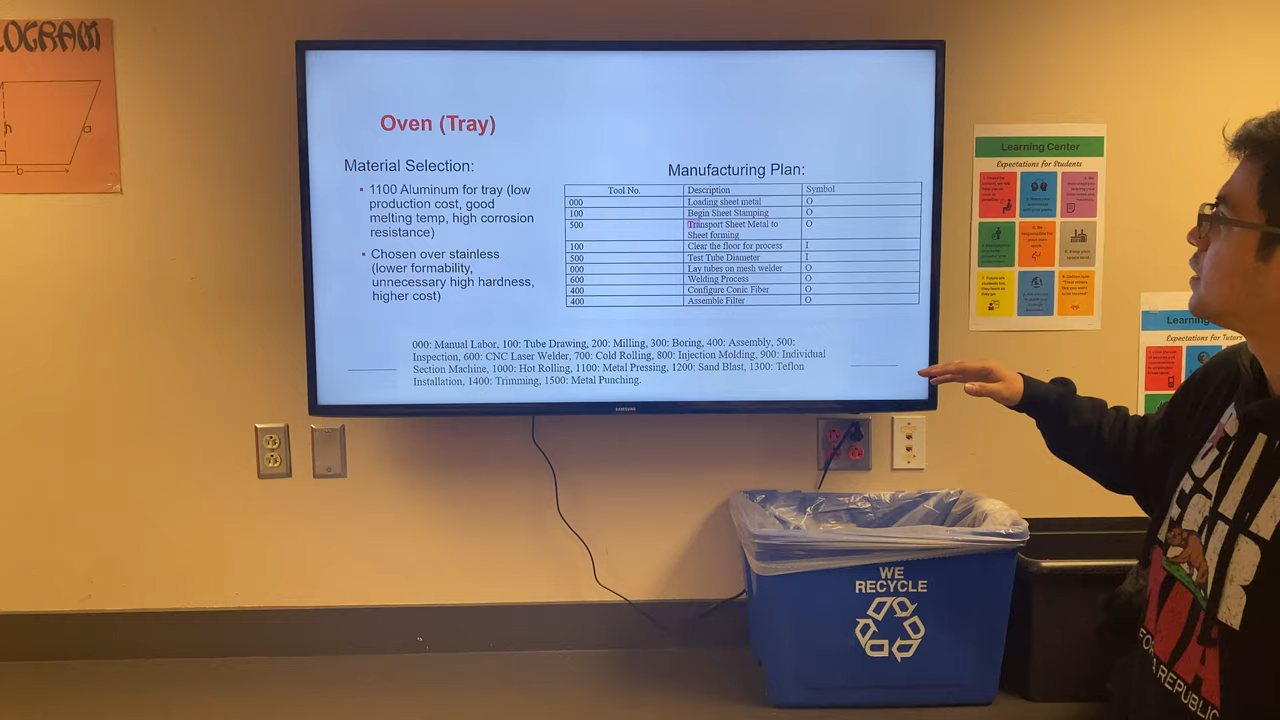 OGRAM
h
a
b
Oven (Tray)
Material Selection:
▪ 1100 Aluminum for tray (low
action cost, good
melting temp, high corrosion
resistance)
▪ Chosen over stainless
(lower formability,
unnecessary high hardness,
higher cost)
Manufacturing Plan:
Tool No. Description Symbol
000 Loading sheet metal O
100 Begin Sheet Stamping O
500 Transport Sheet Metal to O
Sheet forming
100 Clear the floor for process I
500 Test Tube Diameter I
000 Lay tubes on mesh welder O
600 Welding Process O
400 Configure Conic Fiber O
400 Assemble Filter O
000: Manual Labor, 100: Tube Drawing, 200: Milling, 300: Boring, 400: Assembly, 500:
Inspection, 600: CNC Laser Welder, 700: Cold Rolling, 800: Injection Molding, 900: Individual
Section Machine, 1000: Hot Rolling, 1100: Metal Pressing, 1200: Sand Blast, 1300: Teflon
Installation, 1400: Trimming, 1500: Metal Punching.
SAMSUNG
Learning Center
Expectations for Students
Learning
Expectations for Tutors
WE
RECYCLE
FOR
A REPUBLIC